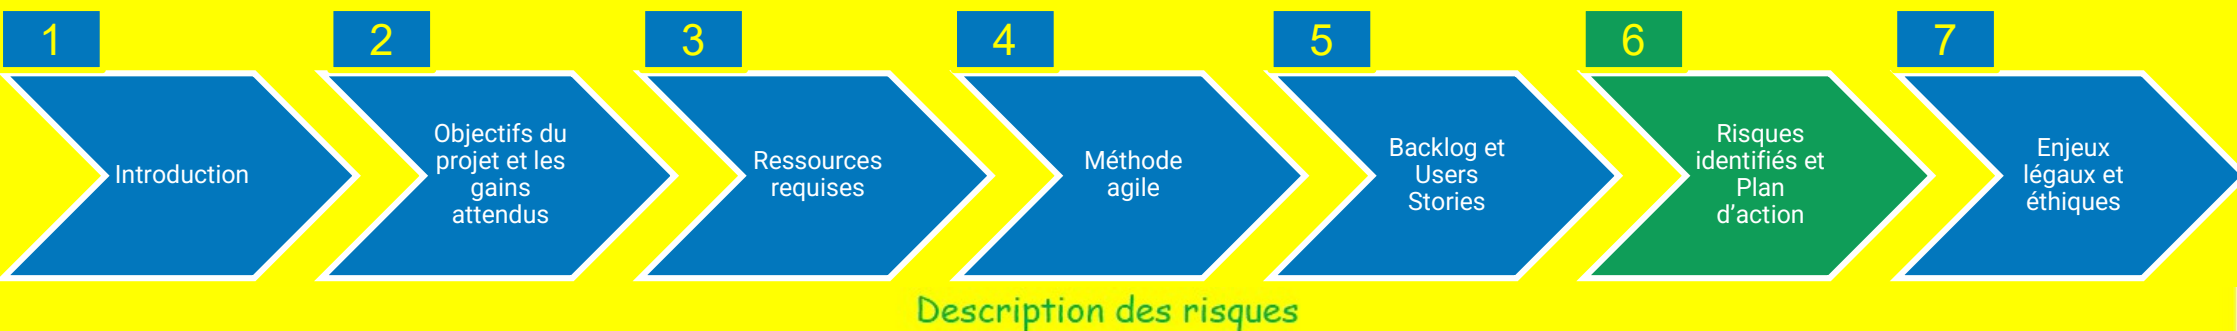 1
2
3
4
5
6
7
Introduction
Objectifs du
projet et les
gains
attendus
Ressources
requises
Méthode
agile
Backlog et
Users
Stories
Risques
identifiés et
Plan
d’action
Enjeux
légaux et
éthiques
Description des risques